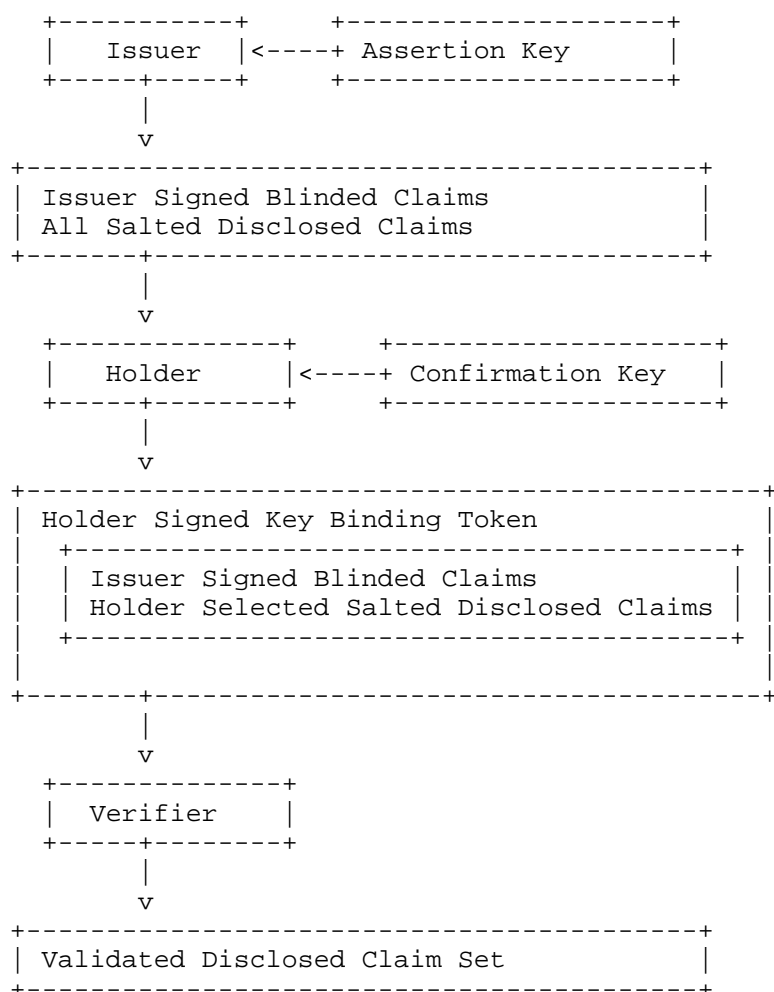 Issuer
Assertion Key
Issuer Signed Blinded Claims
All Salted Disclosed Claims
Holder
Confirmation Key
Holder Signed Key Binding Token
Issuer Signed Blinded Claims
Holder Selected Salted Disclosed Claims
Verifier
Validated Disclosed Claim Set